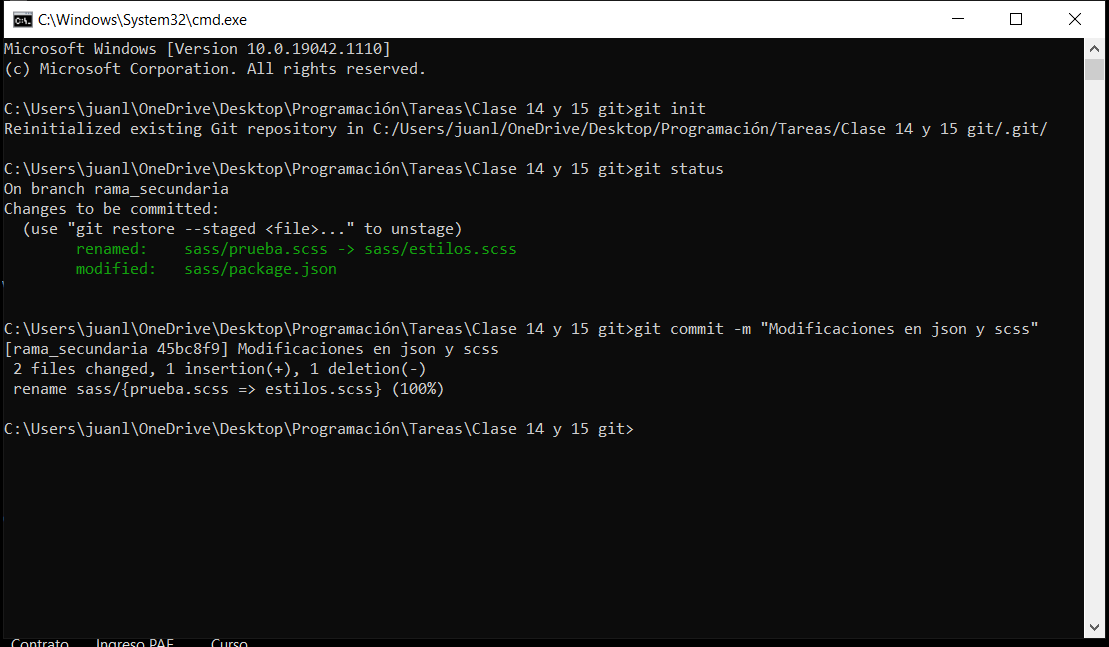 C:\Windows\System32\cmd.exe
Microsoft Windows [Version 10.0.19042.1110]
(c) Microsoft Corporation. All rights reserved.
C:\Users\juanl\OneDrive\Desktop\Programación\Tareas\Clase 14 y 15 git>git init
Reinitialized existing Git repository in C:/Users/juanl/OneDrive/Desktop/Programación/Tareas/Clase 14 y 15 git/.git/
C:\Users\juanl\OneDrive\Desktop\Programación\Tareas\Clase 14 y 15 git>git status
On branch rama_secundaria
Changes to be committed:
  (use "git restore --staged <file>..." to unstage)
        renamed:    sass/prueba.scss -> sass/estilos.scss
        modified:   sass/package.json
C:\Users\juanl\OneDrive\Desktop\Programación\Tareas\Clase 14 y 15 git>git commit -m "Modificaciones en json y scss"
[rama_secundaria 45bc8f9] Modificaciones en json y scss
 2 files changed, 1 insertion(+), 1 deletion(-)
 rename sass/{prueba.scss => estilos.scss} (100%)
C:\Users\juanl\OneDrive\Desktop\Programación\Tareas\Clase 14 y 15 git>
Contrato Ingreso PAE Curso